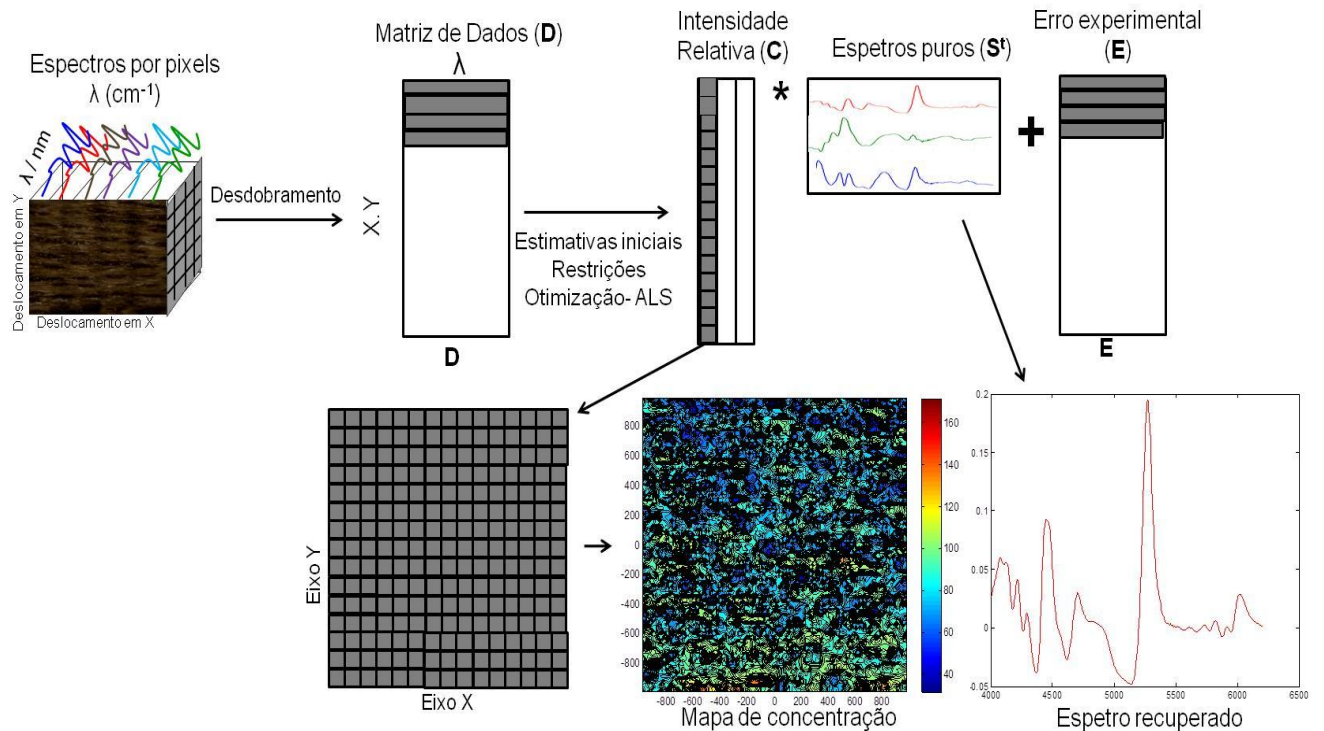 Espectros por pixels
λ (cm⁻¹)
λ / nm
Deslocamento em Y
Deslocamento em X
Desdobramento
Matriz de Dados (D)
λ
X.Y
D
Estimativas iniciais
Restrições
Otimização- ALS
Intensidade
Relativa (C)
*
Espetros puros (Sᵗ)
+
Erro experimental
(E)
E
Eixo Y
Eixo X
800
600
400
200
0
-200
-400
-600
-800
-800 -600 -400 -200 0 200 400 600 800
Mapa de concentração
160
140
120
100
80
60
40
0.2
0.15
0.1
0.05
0
-0.05
4000 4500 5000 5500 6000 6500
Espetro recuperado